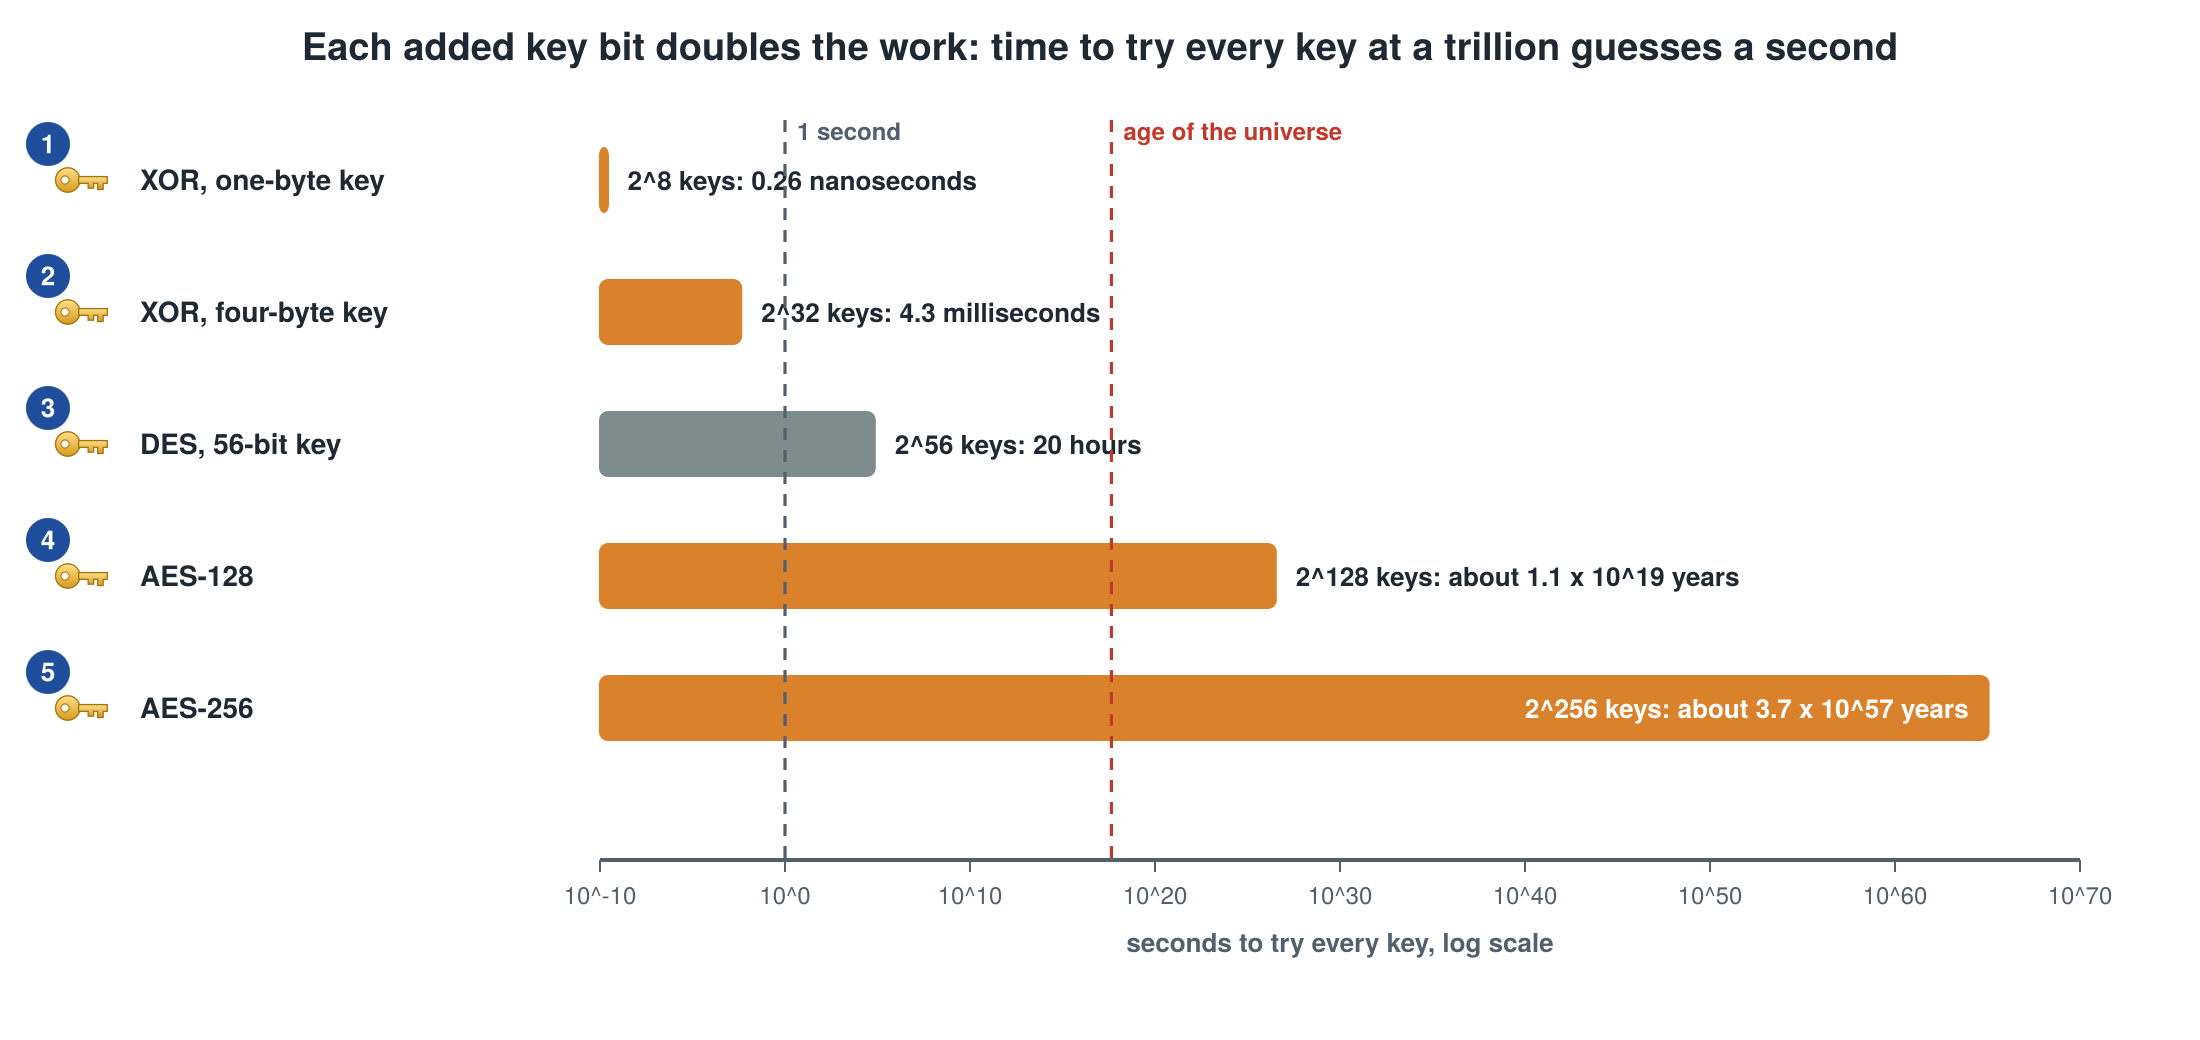 Each added key bit doubles the work: time to try every key at a trillion guesses a second
1 second
age of the universe
1
XOR, one-byte key
2^8 keys: 0.26 nanoseconds
2
XOR, four-byte key
2^32 keys: 4.3 milliseconds
3
DES, 56-bit key
2^56 keys: 20 hours
4
AES-128
2^128 keys: about 1.1 x 10^19 years
5
AES-256
2^256 keys: about 3.7 x 10^57 years
10^-10 10^0 10^10 10^20 10^30 10^40 10^50 10^60 10^70
seconds to try every key, log scale